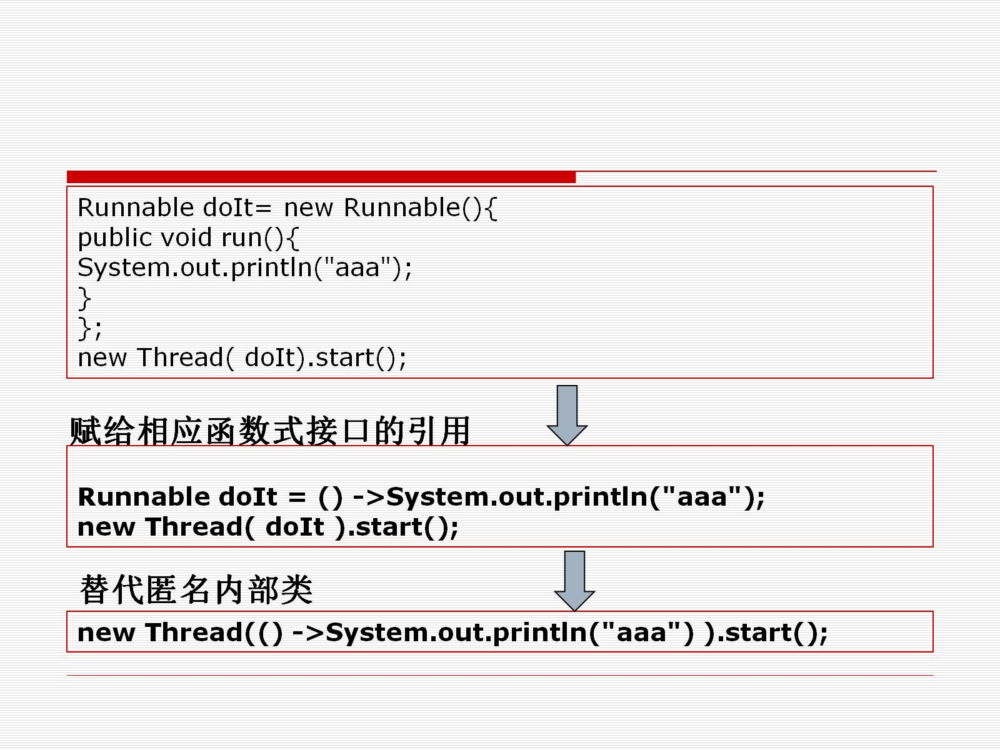 Runnable doIt= new Runnable(){
public void run(){
System.out.println("aaa");
}
};
new Thread( doIt).start();
赋给相应函数式接口的引用
Runnable doIt = () ->System.out.println("aaa");
new Thread( doIt ).start();
替代匿名内部类
new Thread(() ->System.out.println("aaa") ).start();